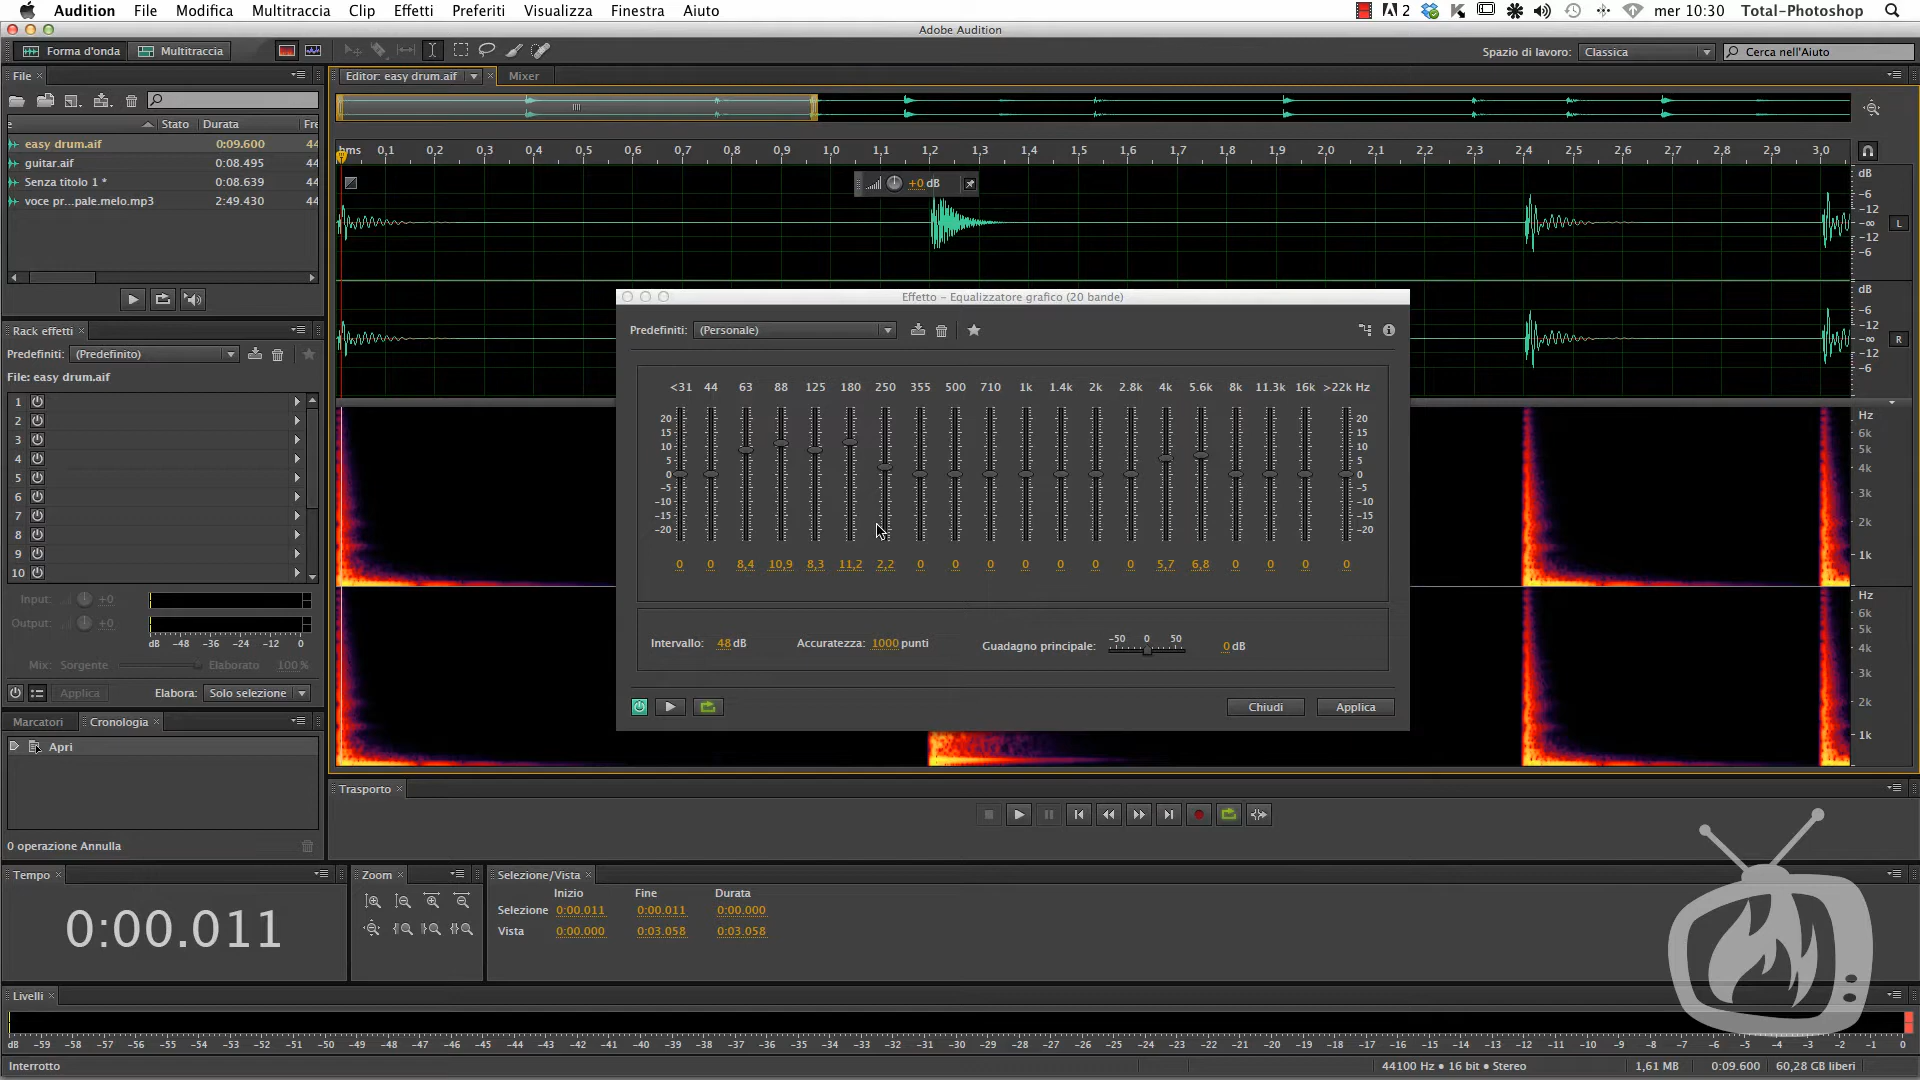 Audition File Modifica Multitraccia Clip Effetti Preferiti Visualizza Finestra Aiuto 2 mer 10:30 Total-Photoshop
Adobe Audition
Forma d'onda Multitraccia Spazio di lavoro: Classica Cerca nell'Aiuto
File Editor: easy drum.aif Mixer
Stato Durata Fre
easy drum.aif 0:09.600 44
guitar.aif 0:08.495 44
Senza titolo 1 * 0:08.639 44
voce pr...pale.melo.mp3 2:49.430 44
hms 0,1 0,2 0,3 0,4 0,5 0,6 0,7 0,8 0,9 1,0 1,1 1,2 1,3 1,4 1,5 1,6 1,7 1,8 1,9 2,0 2,1 2,2 2,3 2,4 2,5 2,6 2,7 2,8 2,9 3,0
+0 dB
dB
-6
-12
-∞
-12
-6
L
dB
-6
-12
-∞
-12
-6
R
Rack effetti
Predefiniti: (Predefinito)
File: easy drum.aif
1
2
3
4
5
6
7
8
9
10
Input: +0
Output: +0
dB -48 -36 -24 -12 0
Mix: Sorgente Elaborato 100 %
Applica Elabora: Solo selezione
Effetto - Equalizzatore grafico (20 bande)
Predefiniti: (Personale)
<31 44 63 88 125 180 250 355 500 710 1k 1.4k 2k 2.8k 4k 5.6k 8k 11.3k 16k >22k Hz
20 20
15 15
10 10
5 5
0 0
-5 -5
-10 -10
-15 -15
-20 -20
0 0 8,4 10,9 8,3 11,2 2,2 0 0 0 0 0 0 0 5,7 6,8 0 0 0 0
Intervallo: 48 dB Accuratezza: 1000 punti Guadagno principale: -50 0 50 0 dB
Chiudi Applica
Hz
6k
5k
4k
3k
2k
1k
Hz
6k
5k
4k
3k
2k
1k
Marcatori Cronologia
Apri
0 operazione Annulla
Trasporto
Tempo
0:00.011
Zoom
Selezione/Vista
Inizio Fine Durata
Selezione 0:00.011 0:00.011 0:00.000
Vista 0:00.000 0:03.058 0:03.058
Livelli
dB -59 -58 -57 -56 -55 -54 -53 -52 -51 -50 -49 -48 -47 -46 -45 -44 -43 -42 -41 -40 -39 -38 -37 -36 -35 -34 -33 -32 -31 -30 -29 -28 -27 -26 -25 -24 -23 -22 -21 -20 -19 -18 -17 -16 -15 -14 -13 -12 -11 -10 -9 -8 -7 -6 -5 -4 -3 -2 -1 0
Interrotto 44100 Hz • 16 bit • Stereo 1,61 MB 0:09.600 60,28 GB liberi